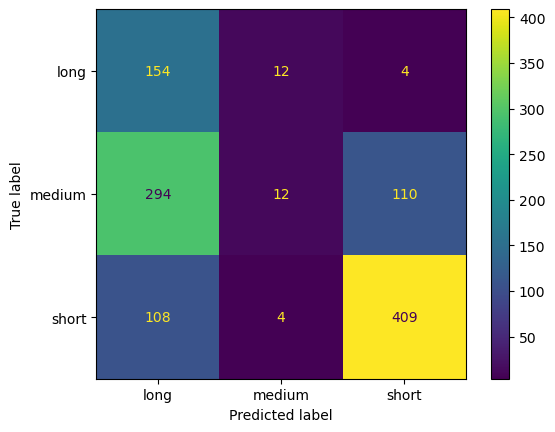 long 154 12 4
medium 294 12 110
short 108 4 409
long medium short
Predicted label
True label
400
350
300
250
200
150
100
50